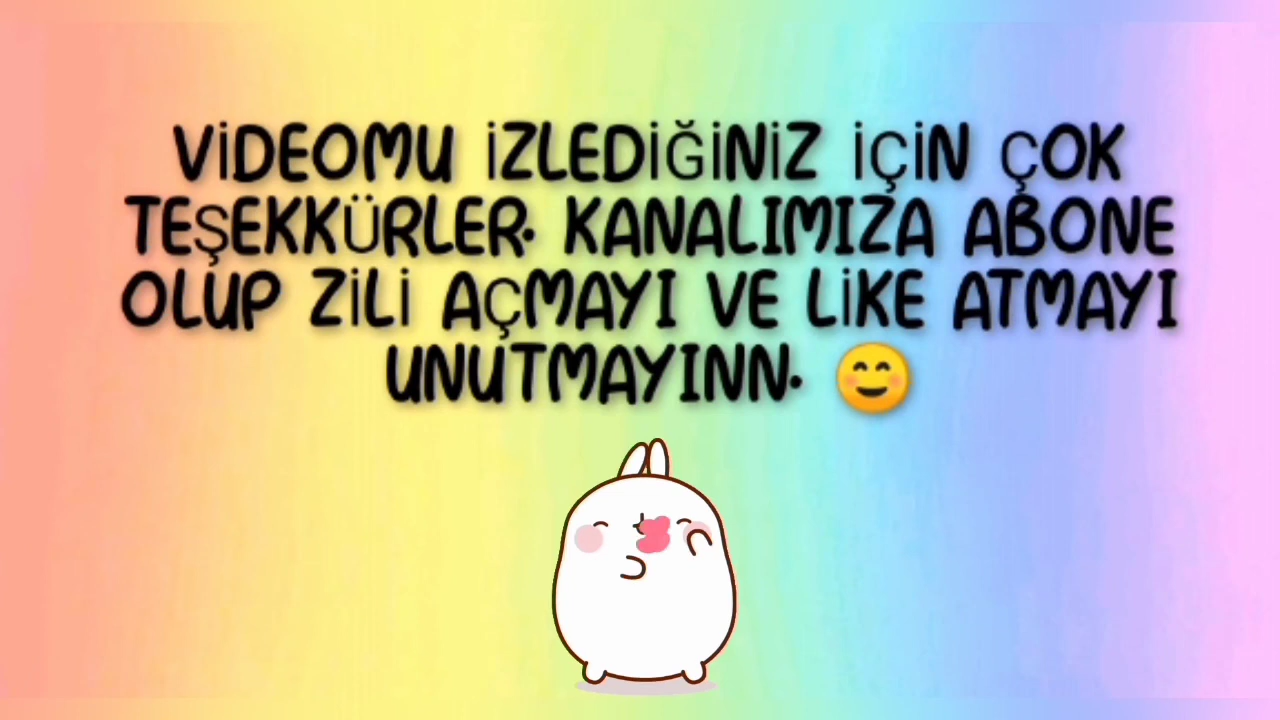 VİDEOMU İZLEDİĞİNİZ İÇİN ÇOK
TEŞEKKÜRLER. KANALIMIZA ABONE
OLUP ZİLİ AÇMAYI VE LİKE ATMAYI
UNUTMAYINN. 😊